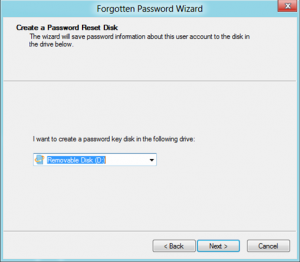 Forgotten Password Wizard
x
Create a Password Reset Disk
The wizard will save password information about this user account to the disk in
the drive below.
I want to create a password key disk in the following drive:
Removable Disk (D:)
< Back
Next >
Cancel